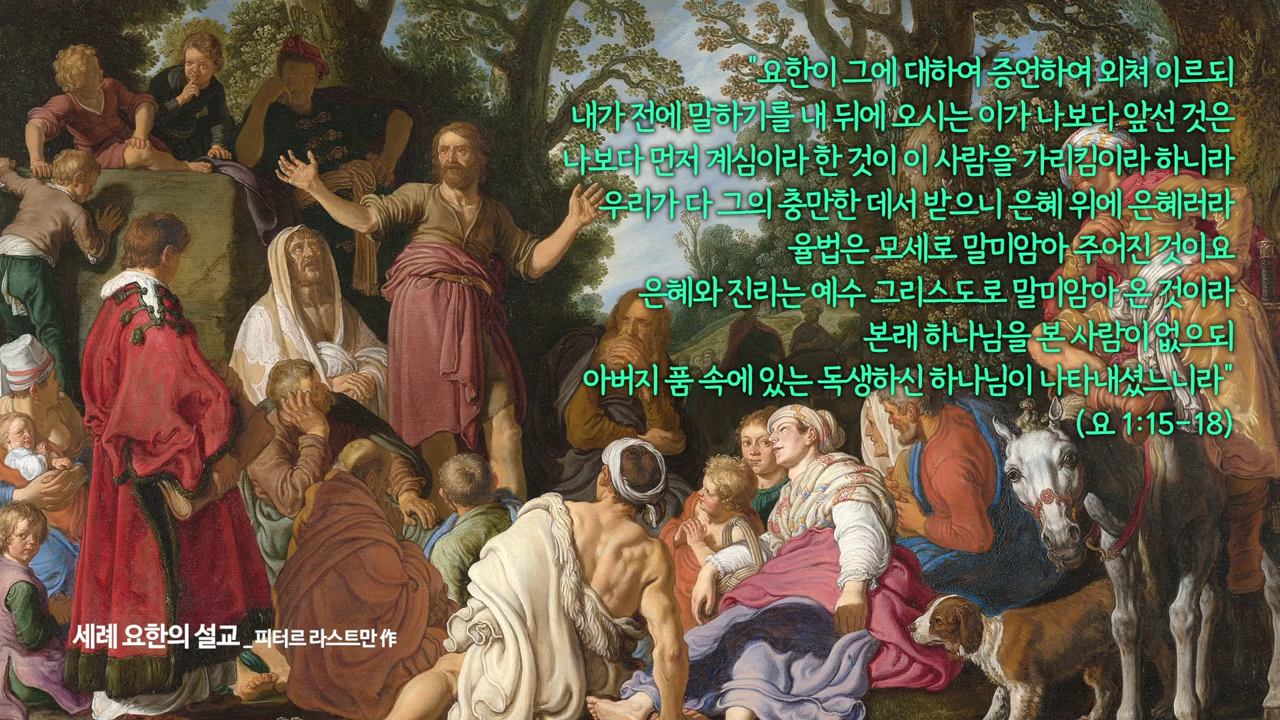 "요한이 그에 대하여 증언하여 외쳐 이르되
내가 전에 말하기를 내 뒤에 오시는 이가 나보다 앞선 것은
나보다 먼저 계심이라 한 것이 이 사람을 가리킴이라 하니라
우리가 다 그의 충만한 데서 받으니 은혜 위에 은혜러라
율법은 모세로 말미암아 주어진 것이요
은혜와 진리는 예수 그리스도로 말미암아 온 것이라
본래 하나님을 본 사람이 없으되
아버지 품 속에 있는 독생하신 하나님이 나타내셨느니라"
(요 1:15-18)
세례 요한의 설교 _피터르 라스트만 作